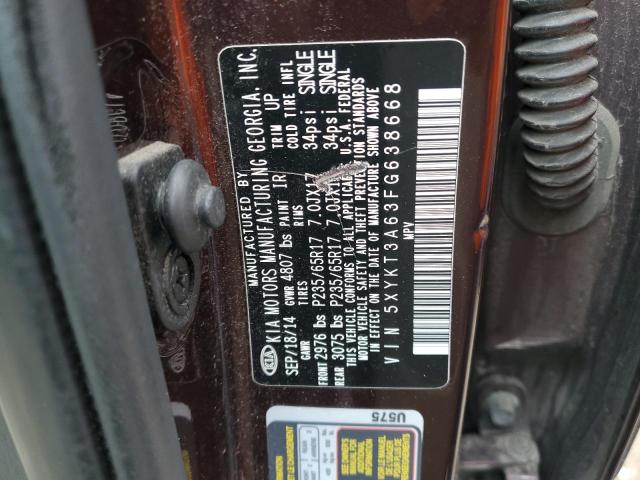 MANUFACTURED BY
KIA KIA MOTORS MANUFACTURING GEORGIA, INC.
SEP/18/14 GVWR 4807 lbs PAINT IR TRIM UP
GAWR TIRES RIMS COLD TIRE INFL
FRONT 2976 lbs P235/65R17 7.0JX17 34psi SINGLE
REAR 3075 lbs P235/65R17 7.0JX17 34psi SINGLE
THIS VEHICLE CONFORMS TO ALL APPLICABLE U.S.A. FEDERAL
MOTOR VEHICLE SAFETY AND THEFT PREVENTION STANDARDS
IN EFFECT ON THE DATE OF MANUFACTURE SHOWN ABOVE
VIN 5XYKT3A63FG638668
MPV
U575